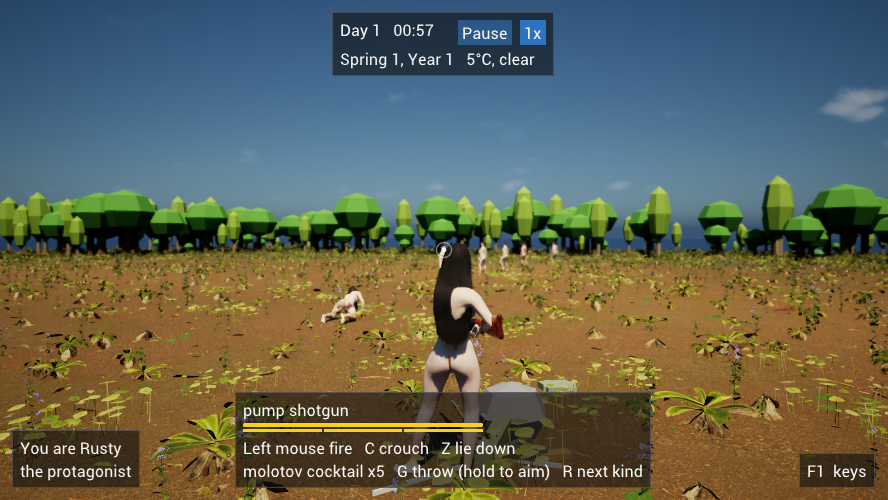 Day 1 00:57 Pause 1x
Spring 1, Year 1 5°C, clear
pump shotgun
Left mouse fire C crouch Z lie down
molotov cocktail x5 G throw (hold to aim) R next kind
You are Rusty
the protagonist
F1 keys